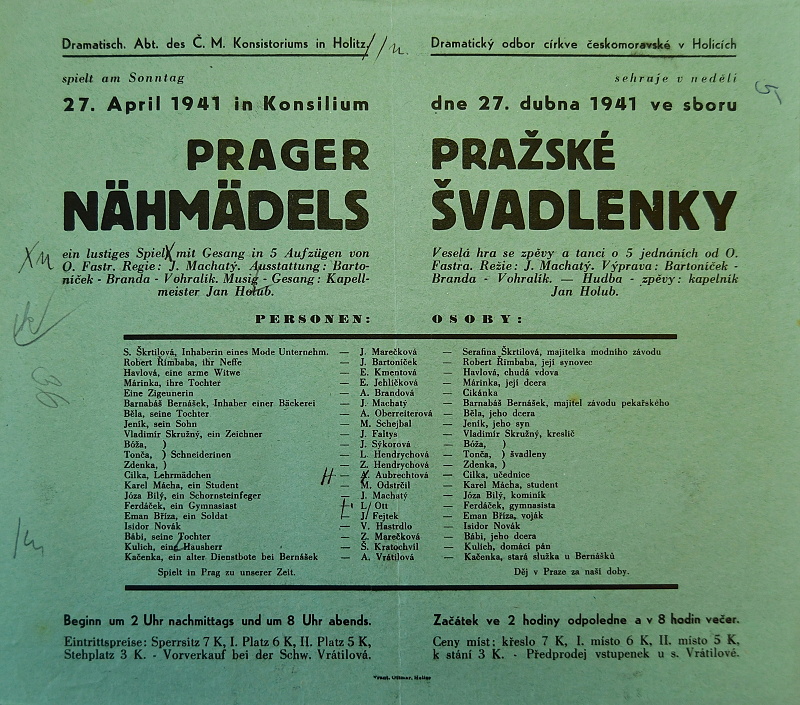 Dramatisch. Abt. des Č. M. Konsistoriums in Holitz
spielt am Sonntag
27. April 1941 in Konsilium
PRAGER
NÄHMÄDELS
ein lustiges Spiel mit Gesang in 5 Aufzügen von
O. Fastr. Regie: J. Machatý. Ausstattung: Barto-
níček - Branda - Vohralik. Musig - Gesang: Kapell-
meister Jan Holub.
Dramatický odbor církve českomoravské v Holicích
sehraje v neděli
dne 27. dubna 1941 ve sboru
PRAŽSKÉ
ŠVADLENKY
Veselá hra se zpěvy a tanci o 5 jednáních od O.
Fastra. Režie: J. Machatý. Výprava: Bartoníček -
Branda - Vohralik. — Hudba - zpěvy: kapelník
Jan Holub.
PERSONEN: OSOBY:
S. Škrtilová, Inhaberin eines Mode Unternehm. — J. Marečková — Serafina Škrtilová, majitelka modního závodu
Robert Rimbaba, ihr Neffe — J. Bartoníček — Robert Rimbaba, její synovec
Havlová, eine arme Witwe — E. Kmentová — Havlová, chudá vdova
Márinka, ihre Tochter — E. Jehličková — Márinka, její dcera
Eine Zigeunerin — A. Brandová — Cikánka
Barnabáš Bernášek, Inhaber einer Bäckerei — J. Machatý — Barnabáš Bernášek, majitel závodu pekařského
Běla, seine Tochter — A. Oberreiterová — Běla, jeho dcera
Jeník, sein Sohn — M. Schejbal — Jeník, jeho syn
Vladimír Skružný, ein Zeichner — J. Faltys — Vladimír Skružný, kreslič
Bóža, ) — J. Sýkorová — Bóža, )
Tonča, ) Schneiderinen — L. Hendrychová — Tonča, ) švadleny
Zdenka, ) — Z. Hendrychová — Zdenka, )
Cilka, Lehrmädchen — Aubrechtová — Cilka, učednice
Karel Mácha, ein Student — M. Odstrčil — Karel Mácha, student
Józa Bílý, ein Schornsteinfeger — J. Machatý — Józa Bílý, kominík
Ferdáček, ein Gymnasiast — L. Ott — Ferdáček, gymnasista
Eman Bříza, ein Soldat — J. Fejtek — Eman Bříza, voják
Isidor Novák — V. Hastrdlo — Isidor Novák
Bábi, seine Tochter — Z. Marečková — Bábi, jeho dcera
Kulich, eine Hausherr — Š. Kratochvíl — Kulich, domácí pán
Kačenka, ein alter Dienstbote bei Bernášek — A. Vrátilová — Kačenka, stará služka u Bernášků
Spielt in Prag zu unserer Zeit. Děj v Praze za naší doby.
Beginn um 2 Uhr nachmittags und um 8 Uhr abends.
Eintrittspreise: Sperrsitz 7 K, I. Platz 6 K, II. Platz 5 K,
Stehplatz 3 K. - Vorverkauf bei der Schw. Vrátilová.
Začátek ve 2 hodiny odpoledne a v 8 hodin večer.
Ceny míst: křeslo 7 K, I. místo 6 K, II. místo 5 K,
k stání 3 K. - Předprodej vstupenek u s. Vrátilové.